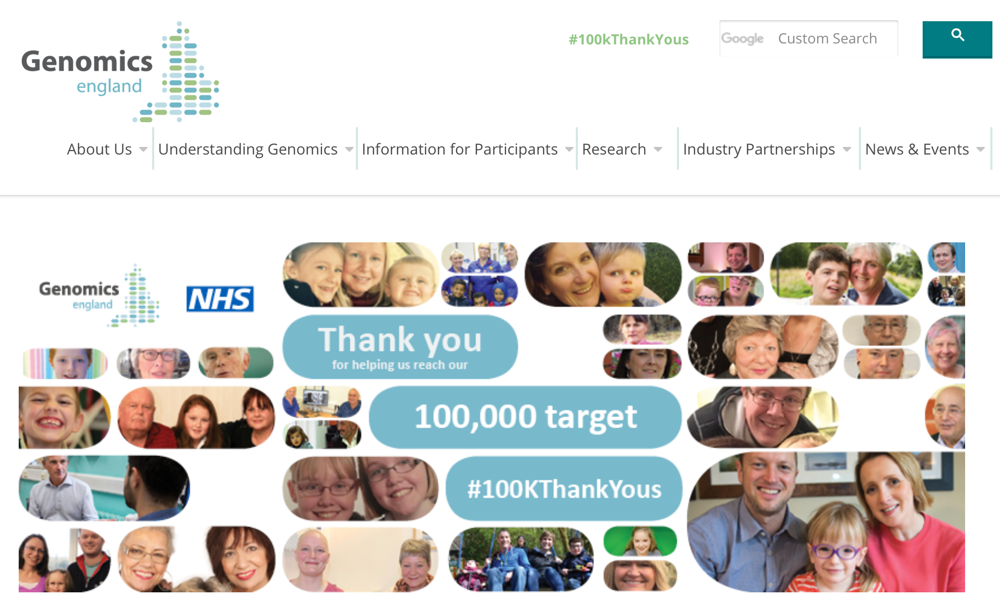 #100kThankYous
Google Custom Search
Genomics
england
About Us
Understanding Genomics
Information for Participants
Research
Industry Partnerships
News & Events
Genomics
england
NHS
Thank you
for helping us reach our
100,000 target
#100KThankYous